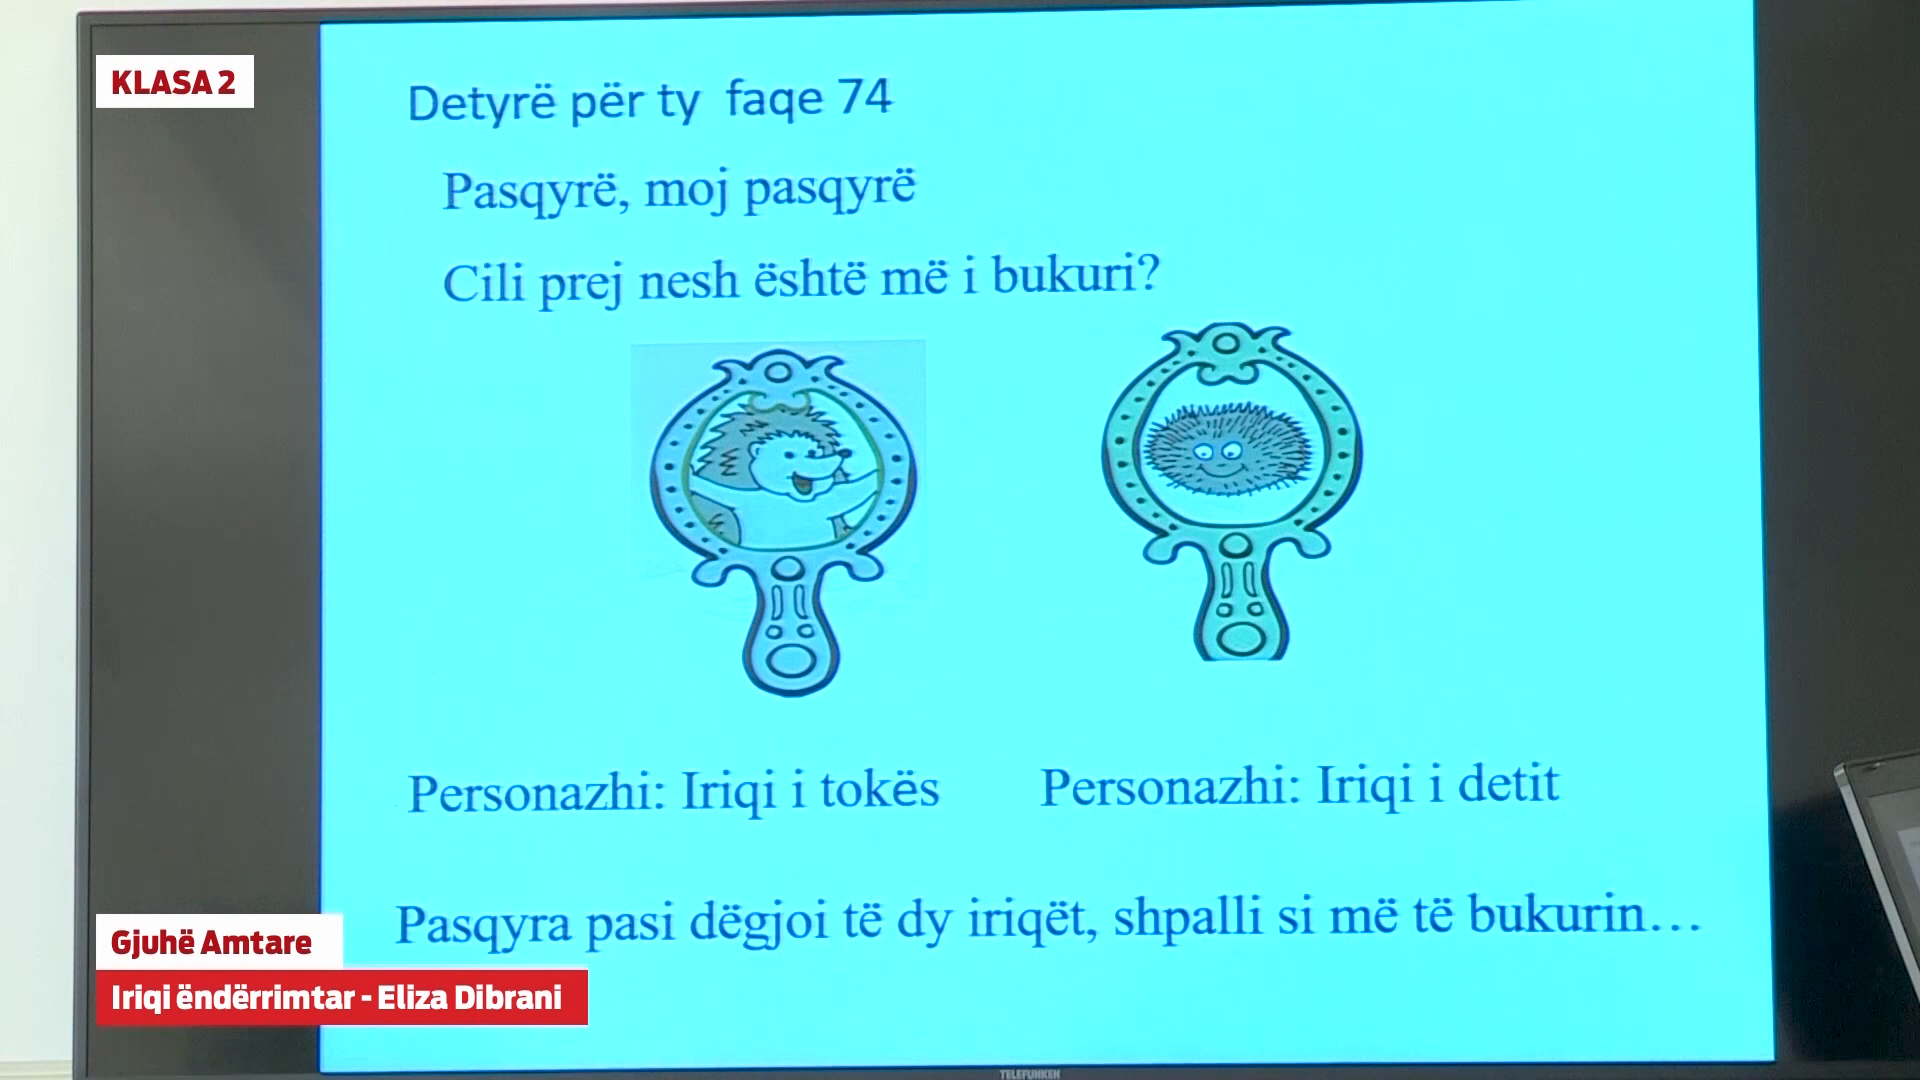 KLASA 2
Detyrë për ty faqe 74
Pasqyrë, moj pasqyrë
Cili prej nesh është më i bukuri?
Personazhi: Iriqi i tokës
Personazhi: Iriqi i detit
Pasqyra pasi dëgjoi të dy iriqët, shpalli si më të bukurin...
Gjuhë Amtare
Iriqi ëndërrimtar - Eliza Dibrani
TELEFUNKEN